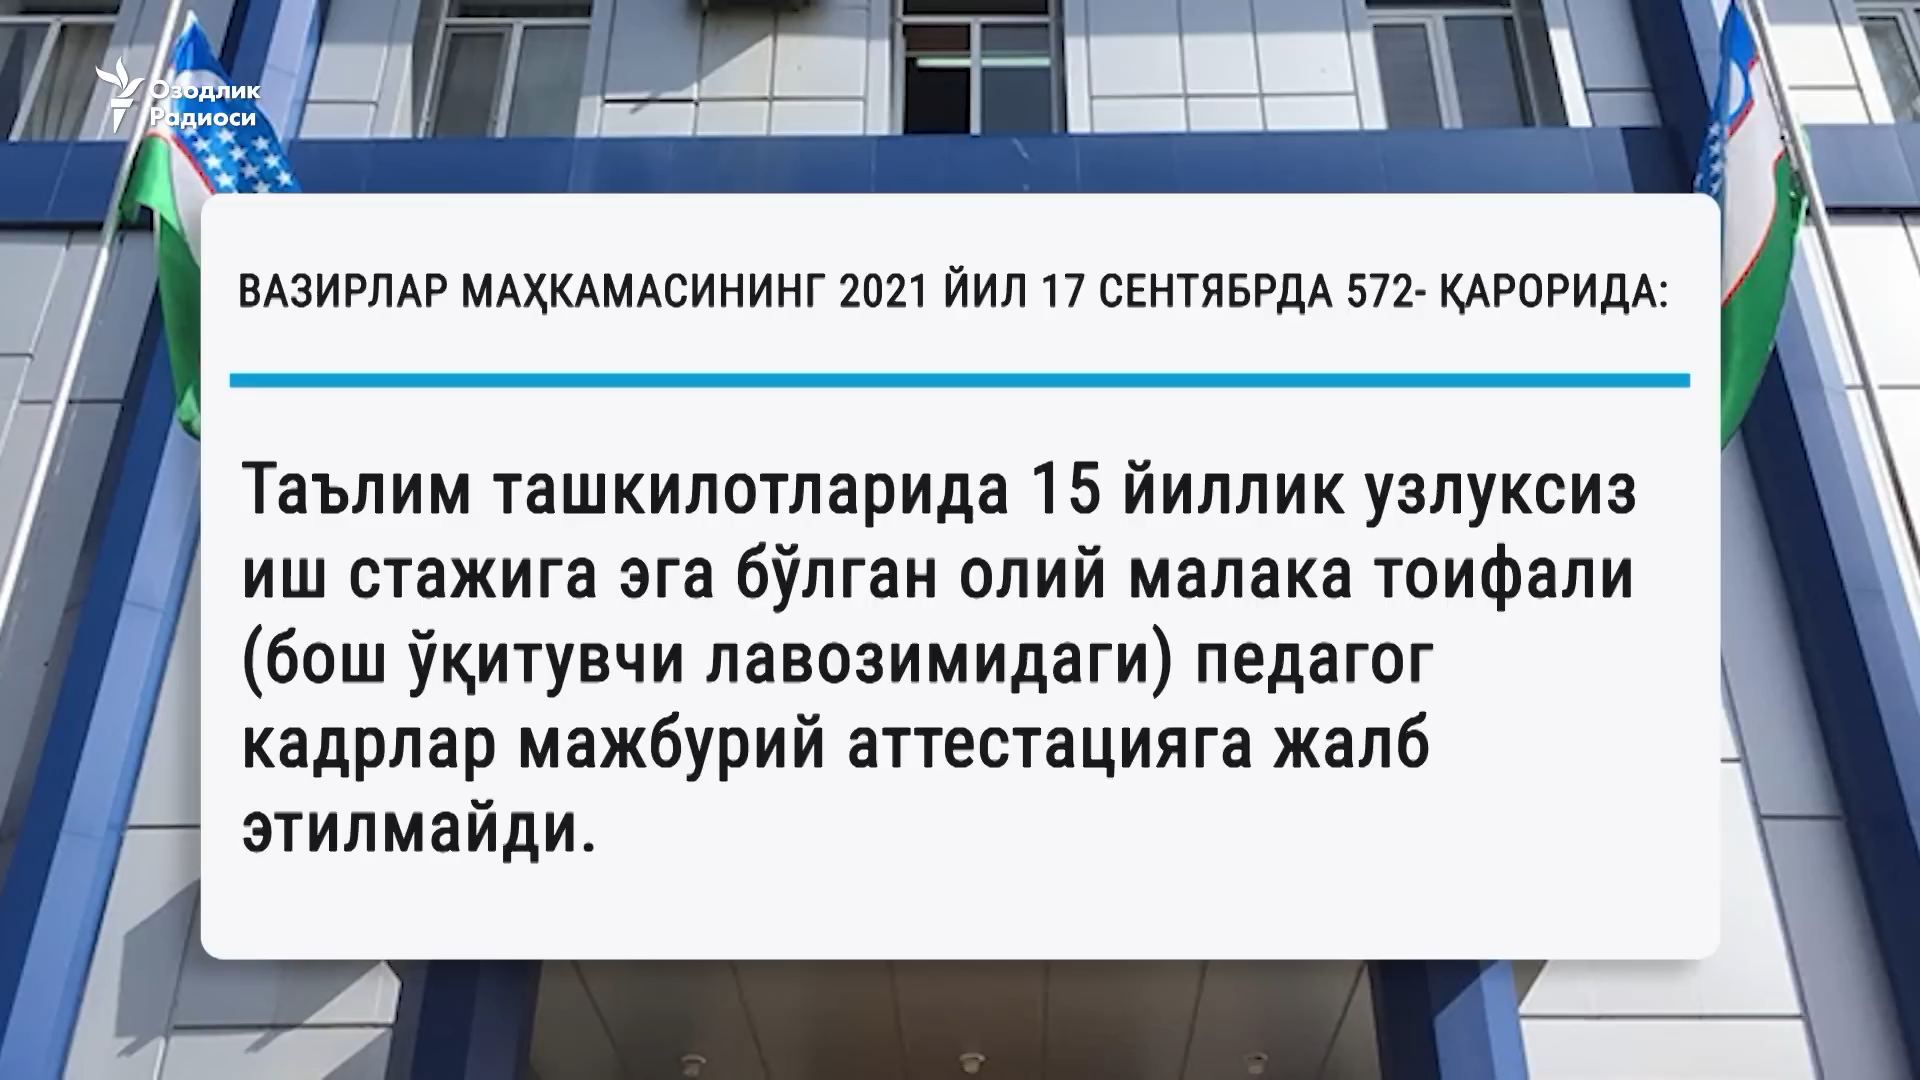 Озодлик
Радиоси
ВАЗИРЛАР МАҲКАМАСИНИНГ 2021 ЙИЛ 17 СЕНТЯБРДА 572- ҚАРОРИДА:
Таълим ташкилотларида 15 йиллик узлуксиз
иш стажига эга бўлган олий малака тоифали
(бош ўқитувчи лавозимидаги) педагог
кадрлар мажбурий аттестацияга жалб
этилмайди.